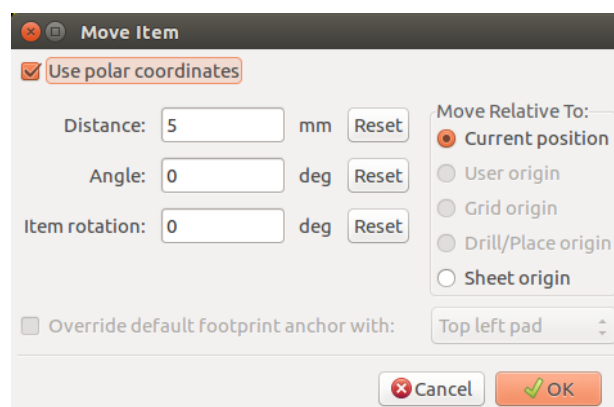 Move Item
Use polar coordinates
Distance: 5 mm Reset
Angle: 0 deg Reset
Item rotation: 0 deg Reset
Move Relative To:
Current position
User origin
Grid origin
Drill/Place origin
Sheet origin
Override default footprint anchor with: Top left pad
Cancel OK